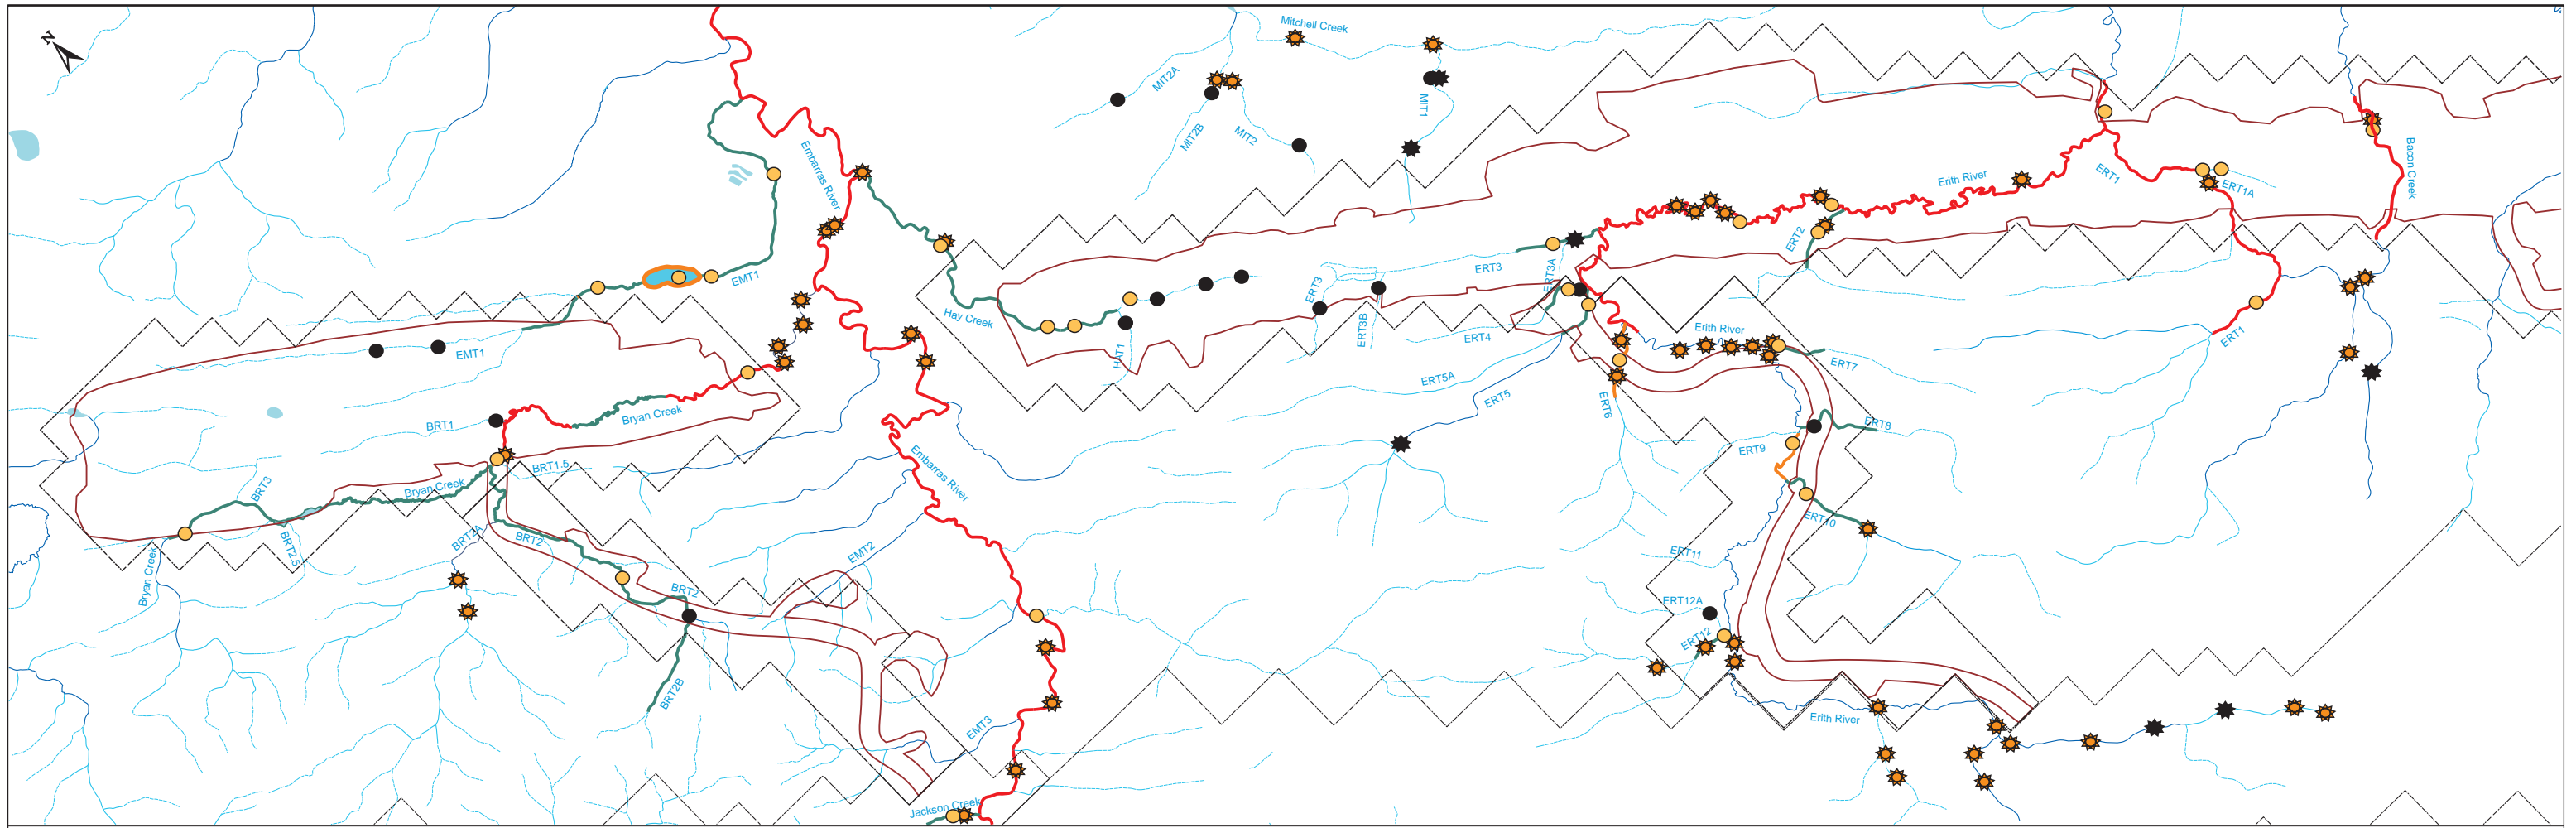 N
Mitchell Creek
MIT2A
MIT1
MIT2B
MIT2
Embarras River
Erith River
ERT1
ERT1A
Bacon Creek
ERT2
EMT1
ERT3
ERT3A
ERT3
Hay Creek
ERT3B
ERT4
Erith River
ERT1
EMT1
HAT1
ERT7
ERT5A
ERT5
ERT6
Bryan Creek
BRT1
ERT8
ERT9
BRT1.5
Embarras River
Bryan Creek
BRT3
ERT10
BRT2A
BRT2
BRT2.5
EMT2
ERT11
Bryan Creek
BRT2
ERT12A
ERT12
BRT2B
EMT3
Erith River
Jackson Creek